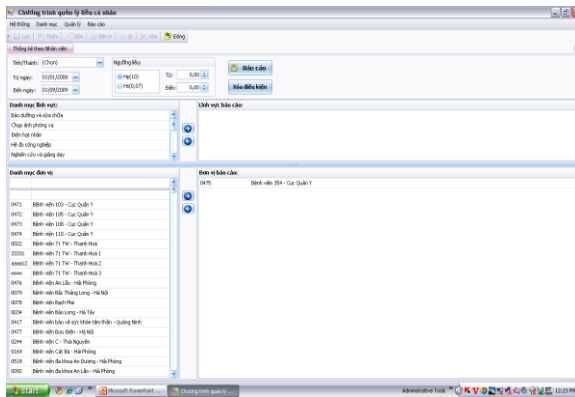 Chương trình quản lý liều cá nhân
Hệ thống Danh mục Quản lý Báo cáo
Lưu Thêm Sửa Bản in In Xóa Đóng
Thống kê theo Nhân viên
Tỉnh/Thành: (Chọn)
Ngưỡng liều
Từ ngày: 01/01/2008
Hp(10)
Từ: 0,00
Báo cáo
Đến ngày: 01/09/2009
Hs(0,07)
Đến: 0,00
Xóa điều kiện
Danh mục lĩnh vực:
Lĩnh vực báo cáo:
Bảo dưỡng và sửa chữa
Chụp ảnh phóng xạ
Điện hạt nhân
Hệ đo công nghiệp
Nghiên cứu và giảng dạy
Danh mục đơn vị:
Đơn vị báo cáo:
0475 Bệnh viện 354 - Cục Quân Y
0471 Bệnh viện 103 - Cục Quân Y
0472 Bệnh viện 105 - Cục Quân Y
0473 Bệnh viện 108 - Cục Quân Y
0474 Bệnh viện 110 - Cục Quân Y
0022 Bệnh viện 71 TW - Thanh Hoá
33331 Bệnh viện 71 TW - Thanh Hoá 1
Bệnh viện 71 TW - Thanh Hoá 2
Bệnh viện 71 TW - Thanh Hoá 3
0476 Bệnh viện An Lão - Hải Phòng
0079 Bệnh viện Bắc Thăng Long - Hà Nội
0078 Bệnh viện Bạch Mai
0034 Bệnh viện Bảo Long - Hà Tây
0417 Bệnh viện bảo vệ sức khỏe tâm thần - Quảng Ninh
0477 Bệnh viện Bưu Điện - Hà Nội
0244 Bệnh viện C - Thái Nguyên
0169 Bệnh viện Cát Bà - Hải Phòng
0518 Bệnh viện đa khoa An Dương - Hải Phòng
0092 Bệnh viện đa khoa An Lão - Hải Phòng
Start
Microsoft PowerPoint ...
Chương trình quản lý ...
Administrative Tools
12:23 PM